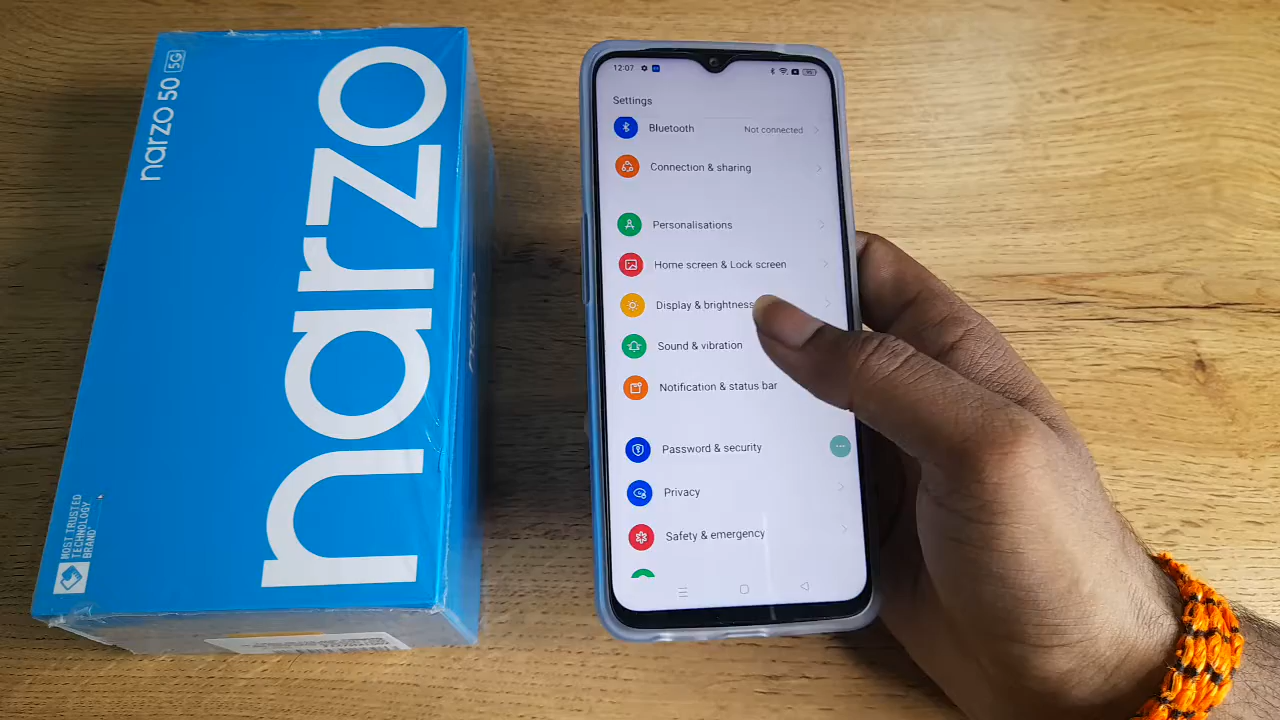 narzo 50 5G
narzo
MOST TRUSTED
TECHNOLOGY
BRAND*
12:07
Settings
Bluetooth Not connected
Connection & sharing
Personalisations
Home screen & Lock screen
Display & brightness
Sound & vibration
Notification & status bar
Password & security
Privacy
Safety & emergency